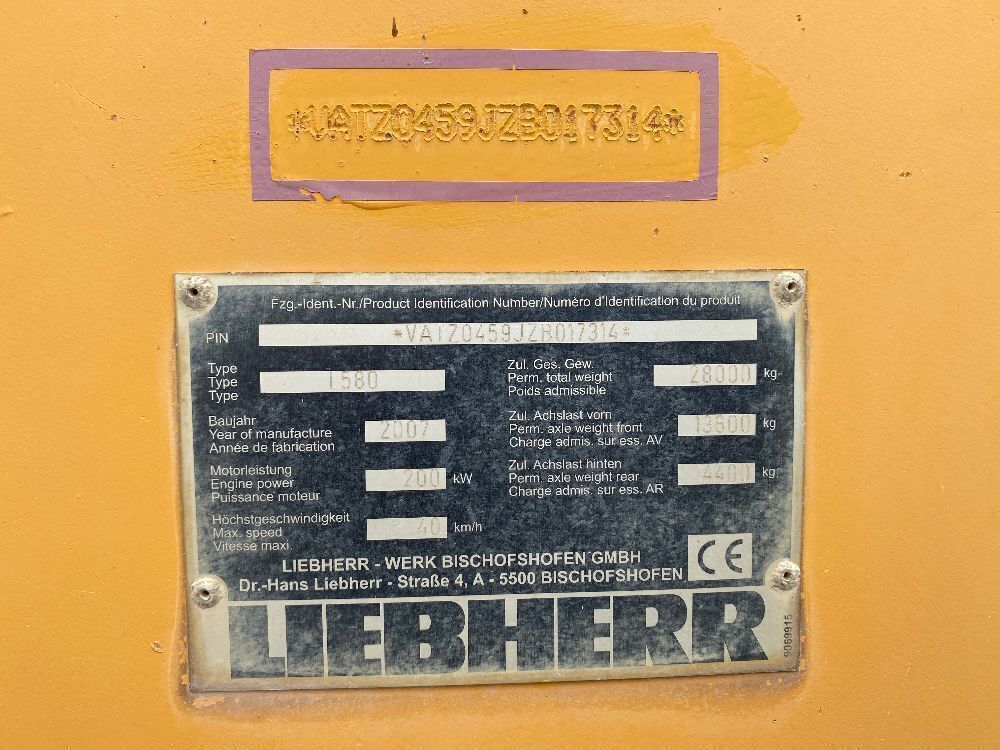 *VATZ0459JZB017314*
Fzg.-Ident.-Nr./Product Identification Number/Numéro d'Identification du produit
PIN *VATZ0459JZB017314*
Type
Type L580
Type
Zul. Ges. Gew.
Perm. total weight 28000 kg
Poids admissible
Baujahr
Year of manufacture 2007
Année de fabrication
Zul. Achslast vorn
Perm. axle weight front 13600 kg
Charge admis. sur ess. AV
Motorleistung
Engine power 200 kW
Puissance moteur
Zul. Achslast hinten
Perm. axle weight rear 14400 kg
Charge admis. sur ess. AR
Höchstgeschwindigkeit
Max. speed 40 km/h
Vitesse maxi.
LIEBHERR - WERK BISCHOFSHOFEN GMBH
Dr.-Hans Liebherr - Straße 4, A - 5500 BISCHOFSHOFEN
CE
LIEBHERR
9069915